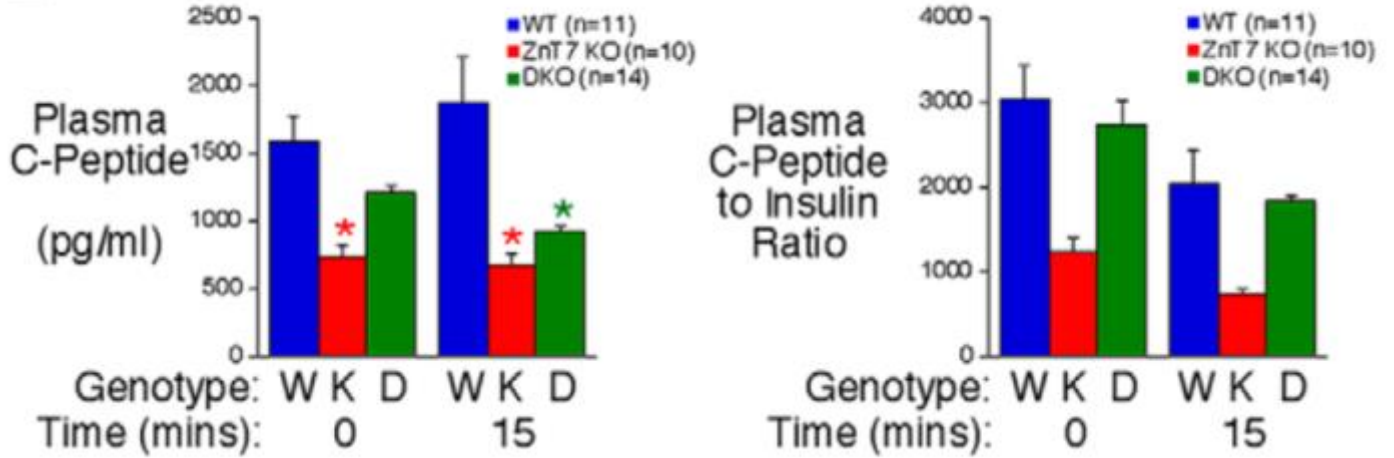 2500
2000
1500
1000
500
0
Plasma
C-Peptide
(pg/ml)
WT (n=11)
ZnT7 KO (n=10)
DKO (n=14)
*
*
*
Genotype: W K D W K D
Time (mins): 0 15
4000
3000
2000
1000
0
Plasma
C-Peptide
to Insulin
Ratio
WT (n=11)
ZnT7 KO (n=10)
DKO (n=14)
Genotype: W K D W K D
Time (mins): 0 15